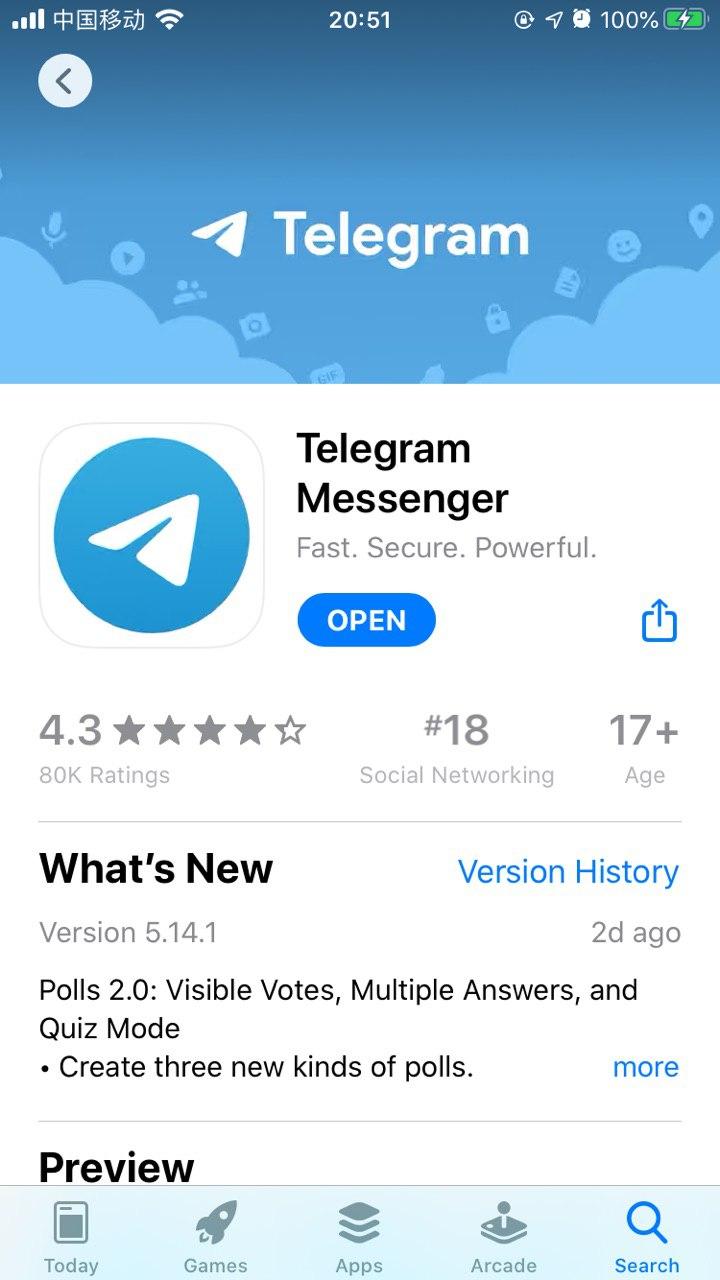 中国移动 20:51 100%
Telegram
GIF
Telegram
Messenger
Fast. Secure. Powerful.
OPEN
4.3 #18 17+
80K Ratings Social Networking Age
What's New Version History
Version 5.14.1 2d ago
Polls 2.0: Visible Votes, Multiple Answers, and
Quiz Mode
• Create three new kinds of polls. more
Preview
Today Games Apps Arcade Search